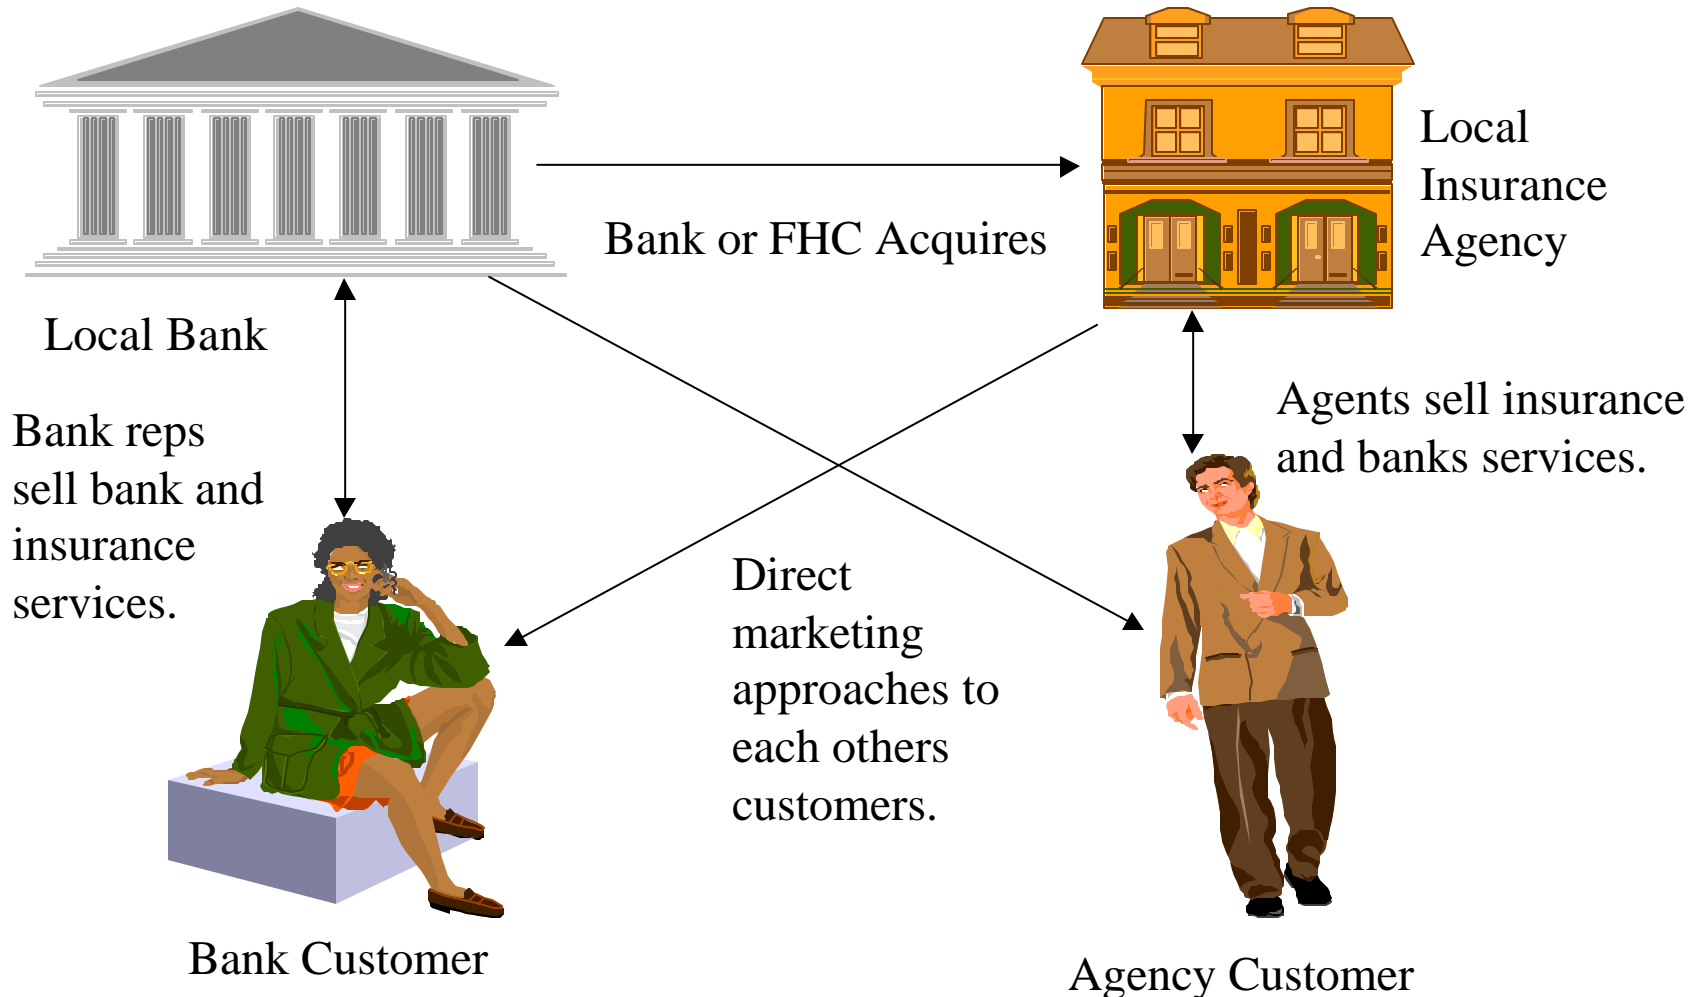 Local
Insurance
Agency
Bank or FHC Acquires
Local Bank
Bank reps
sell bank and
insurance
services.
Agents sell insurance
and banks services.
Direct
marketing
approaches to
each others
customers.
Bank Customer
Agency Customer